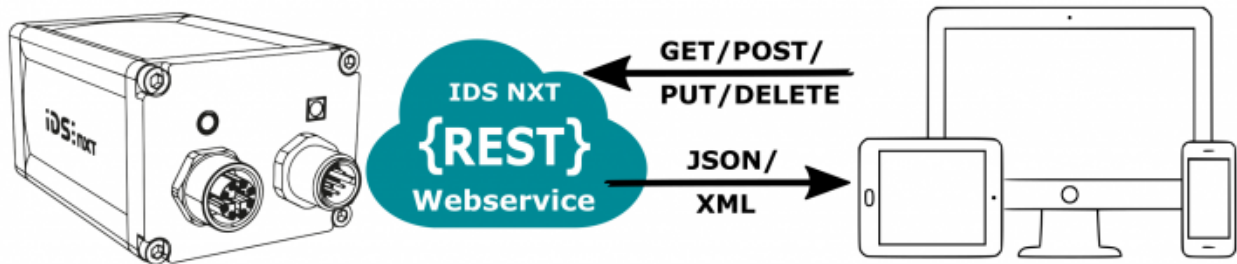 iDS:nxt
IDS NXT
{REST}
Webservice
GET/POST/
PUT/DELETE
JSON/
XML